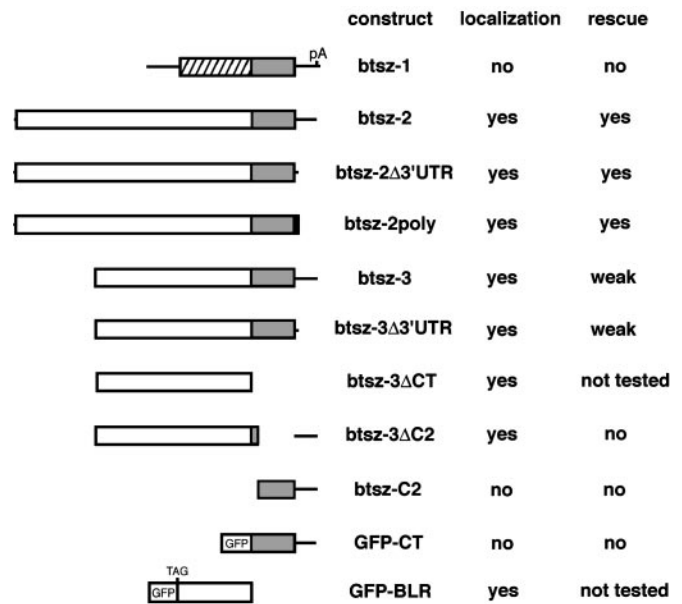 construct localization rescue
pA
btsz-1 no no
btsz-2 yes yes
btsz-2Δ3'UTR yes yes
btsz-2poly yes yes
btsz-3 yes weak
btsz-3Δ3'UTR yes weak
btsz-3ΔCT yes not tested
btsz-3ΔC2 yes no
btsz-C2 no no
GFP GFP-CT no no
TAG
GFP GFP-BLR yes not tested